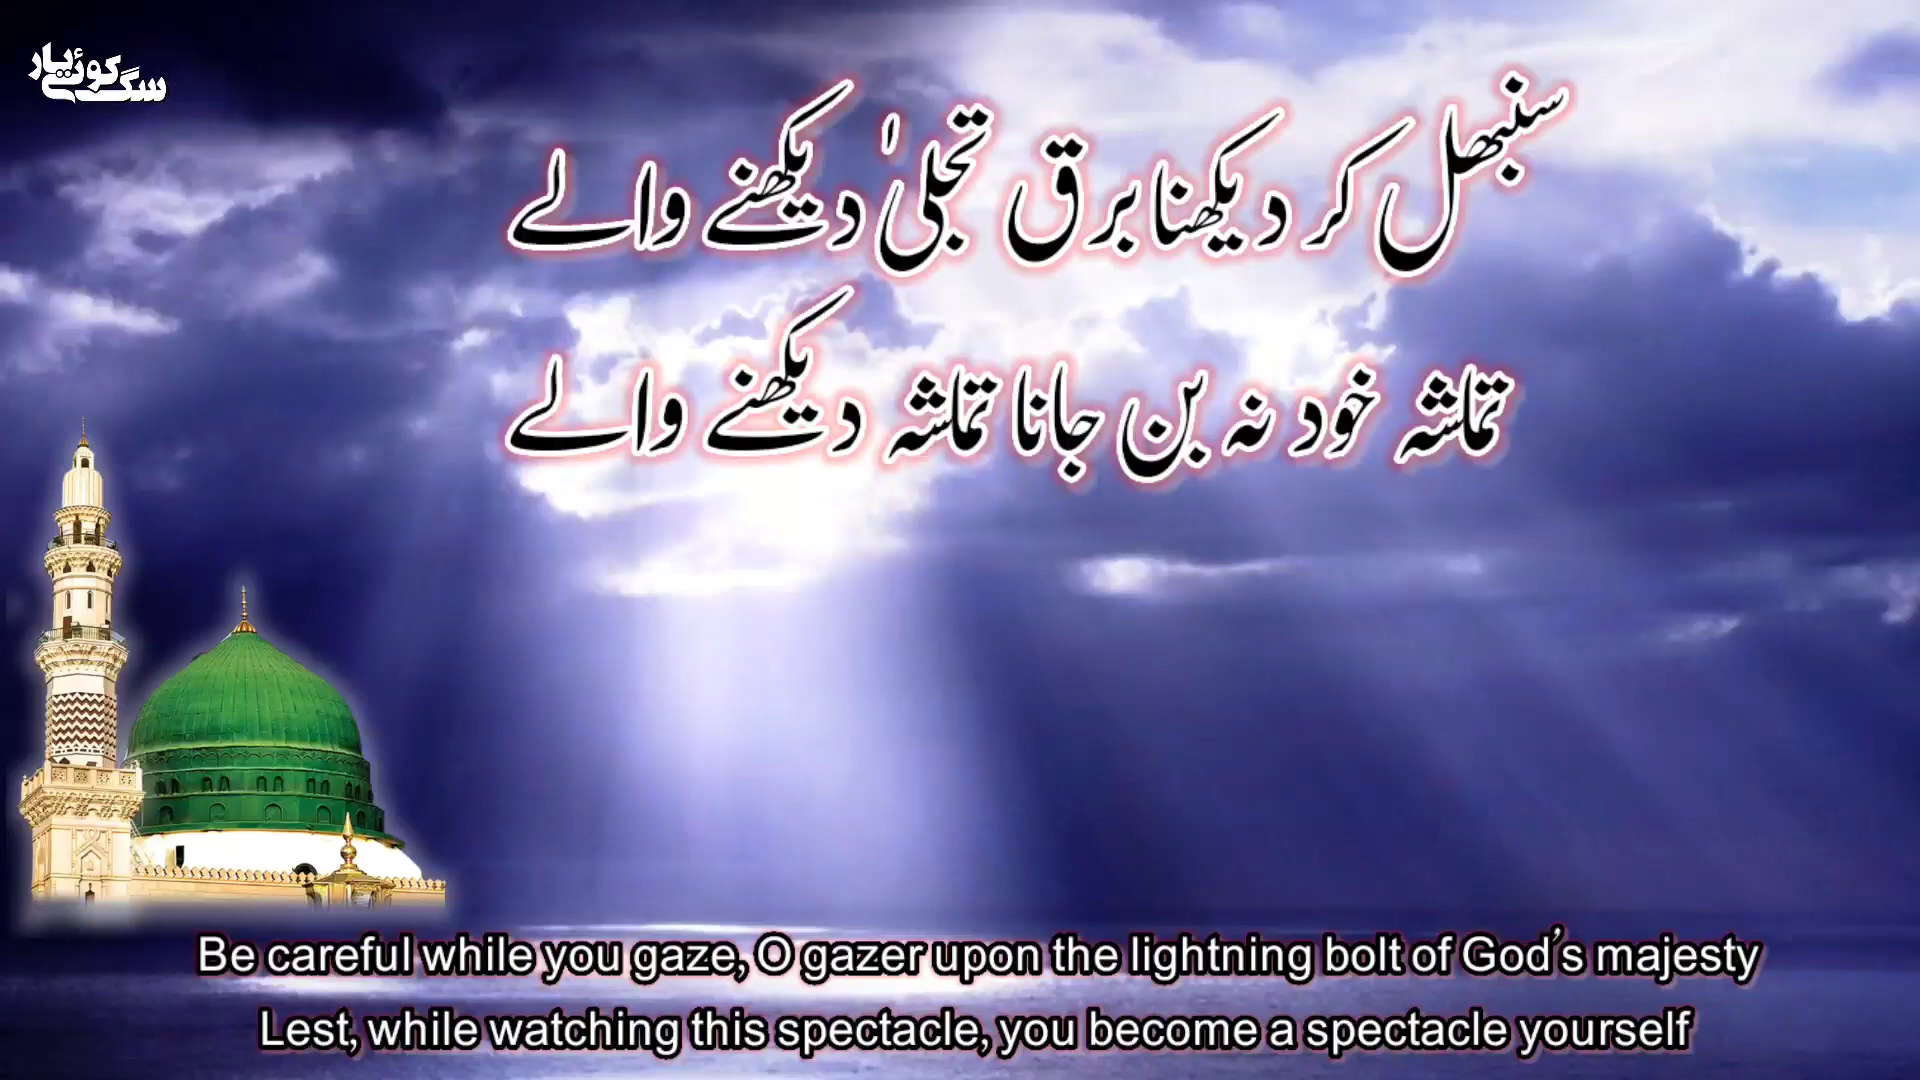 سگ کوئے یار
سنبھل کر دیکھنا برق تجلیٰ دیکھنے والے
تماشہ خود نہ بن جانا تماشہ دیکھنے والے
Be careful while you gaze, O gazer upon the lightning bolt of God's majesty
Lest, while watching this spectacle, you become a spectacle yourself